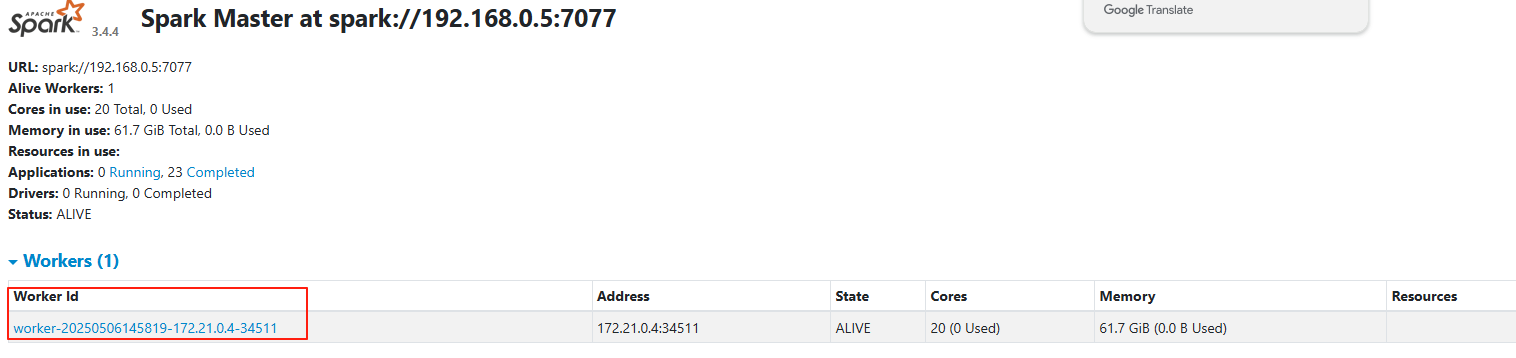 APACHE
Spark 3.4.4 Spark Master at spark://192.168.0.5:7077
Google Translate
URL: spark://192.168.0.5:7077
Alive Workers: 1
Cores in use: 20 Total, 0 Used
Memory in use: 61.7 GiB Total, 0.0 B Used
Resources in use:
Applications: 0 Running, 23 Completed
Drivers: 0 Running, 0 Completed
Status: ALIVE
Workers (1)
Worker Id Address State Cores Memory Resources
worker-20250506145819-172.21.0.4-34511 172.21.0.4:34511 ALIVE 20 (0 Used) 61.7 GiB (0.0 B Used)